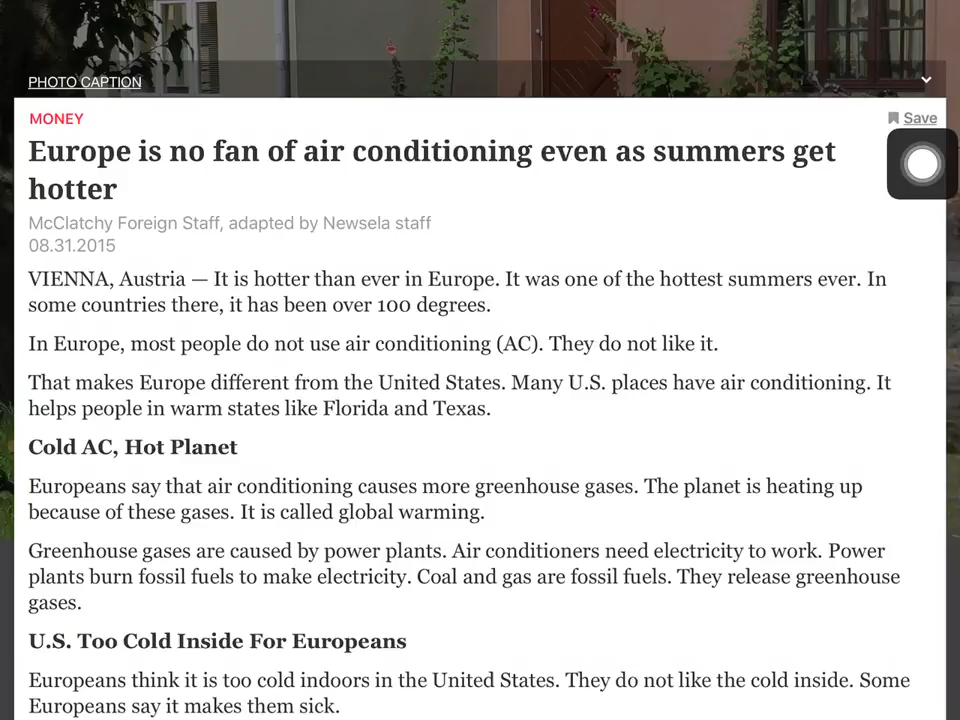 PHOTO CAPTION
MONEY
Save
Europe is no fan of air conditioning even as summers get
hotter
McClatchy Foreign Staff, adapted by Newsela staff
08.31.2015
VIENNA, Austria — It is hotter than ever in Europe. It was one of the hottest summers ever. In
some countries there, it has been over 100 degrees.
In Europe, most people do not use air conditioning (AC). They do not like it.
That makes Europe different from the United States. Many U.S. places have air conditioning. It
helps people in warm states like Florida and Texas.
Cold AC, Hot Planet
Europeans say that air conditioning causes more greenhouse gases. The planet is heating up
because of these gases. It is called global warming.
Greenhouse gases are caused by power plants. Air conditioners need electricity to work. Power
plants burn fossil fuels to make electricity. Coal and gas are fossil fuels. They release greenhouse
gases.
U.S. Too Cold Inside For Europeans
Europeans think it is too cold indoors in the United States. They do not like the cold inside. Some
Europeans say it makes them sick.